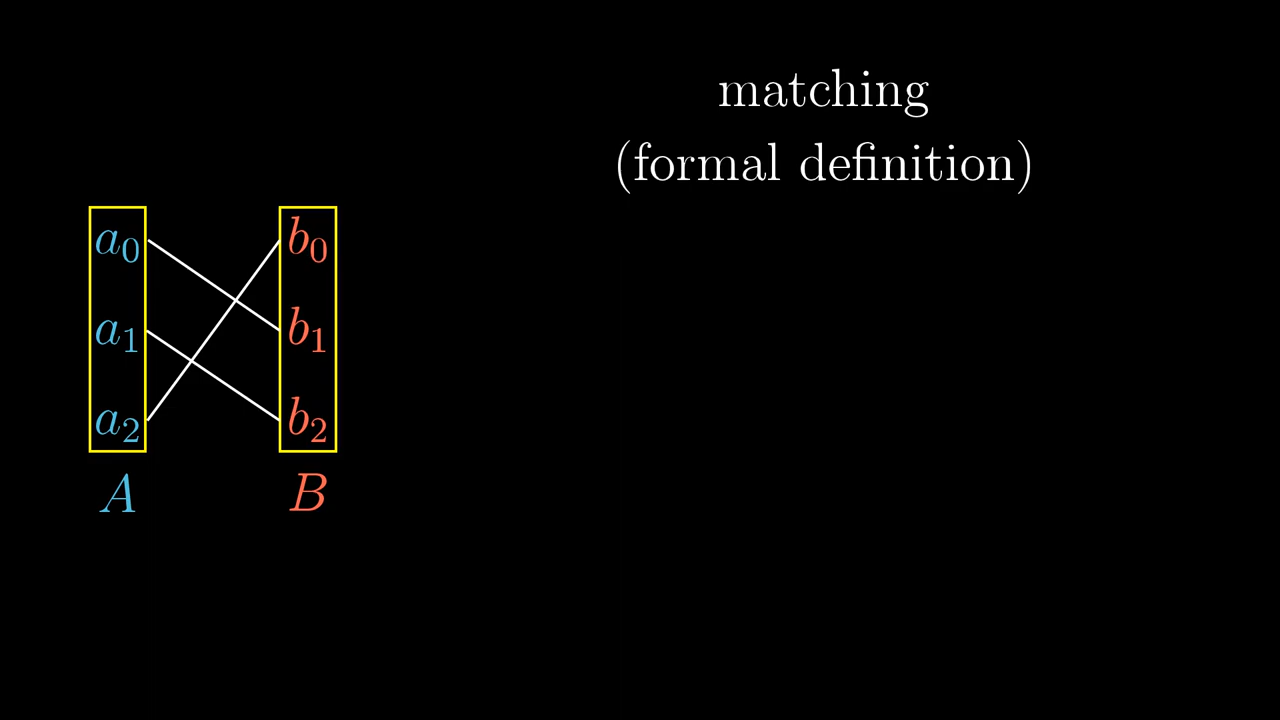 matching
(formal definition)
a₀ b₀
a₁ b₁
a₂ b₂
A B